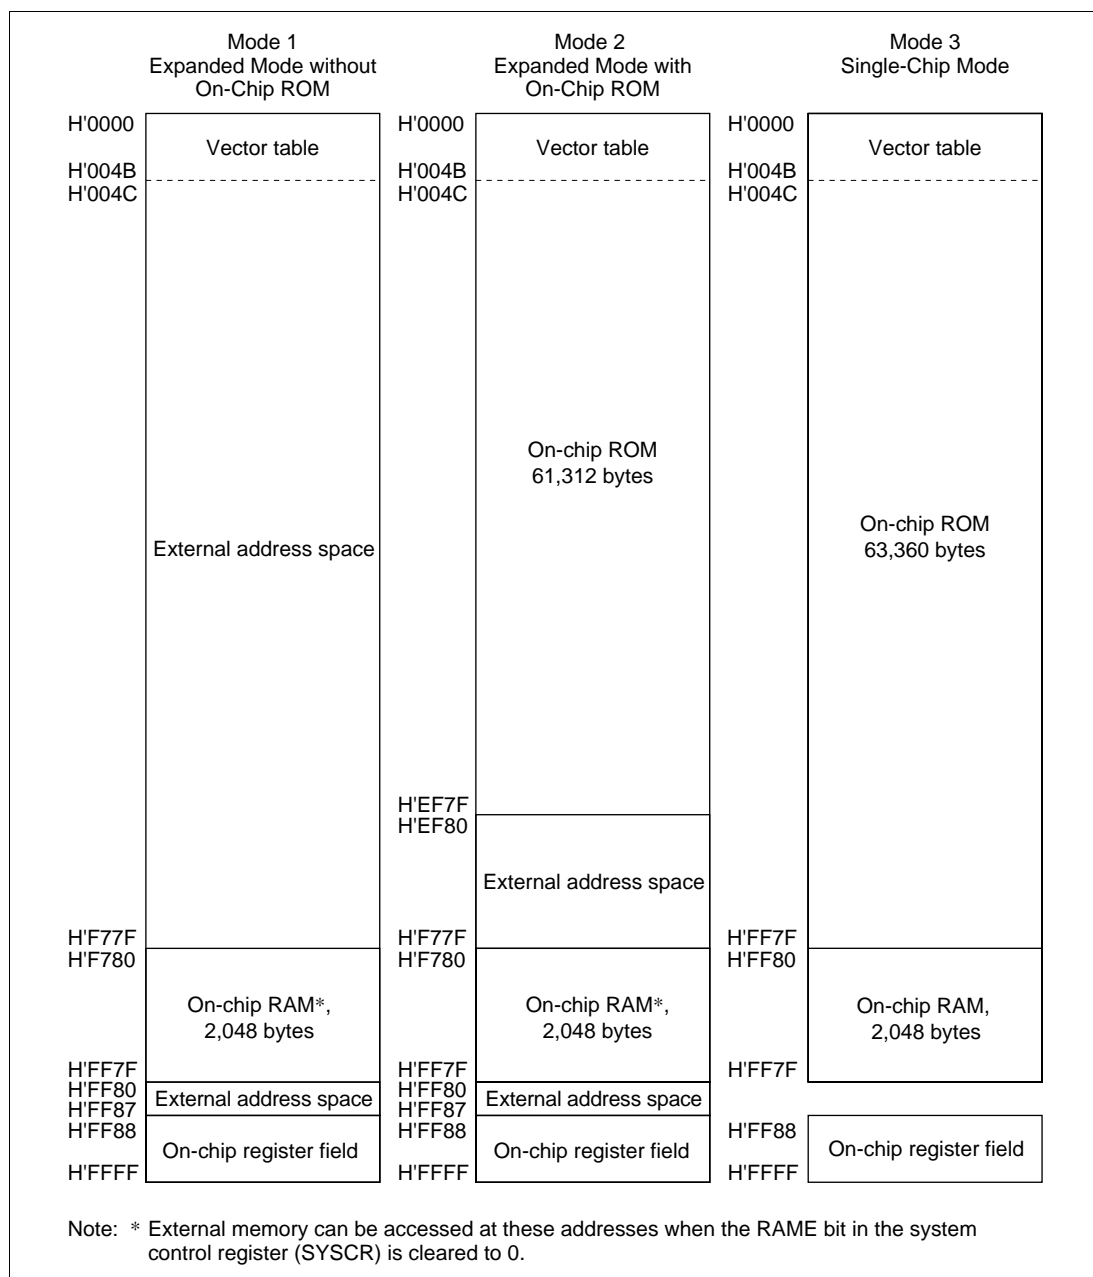 Mode 1
Expanded Mode without
On-Chip ROM
H'0000
Vector table
H'004B
H'004C
External address space
H'F77F
H'F780
On-chip RAM*,
2,048 bytes
H'FF7F
H'FF80
External address space
H'FF87
H'FF88
On-chip register field
H'FFFF
Mode 2
Expanded Mode with
On-Chip ROM
H'0000
Vector table
H'004B
H'004C
On-chip ROM
61,312 bytes
H'EF7F
H'EF80
External address space
H'F77F
H'F780
On-chip RAM*,
2,048 bytes
H'FF7F
H'FF80
External address space
H'FF87
H'FF88
On-chip register field
H'FFFF
Mode 3
Single-Chip Mode
H'0000
Vector table
H'004B
H'004C
On-chip ROM
63,360 bytes
H'FF7F
H'FF80
On-chip RAM,
2,048 bytes
H'FF7F
H'FF88
On-chip register field
H'FFFF
Note: * External memory can be accessed at these addresses when the RAME bit in the system
control register (SYSCR) is cleared to 0.